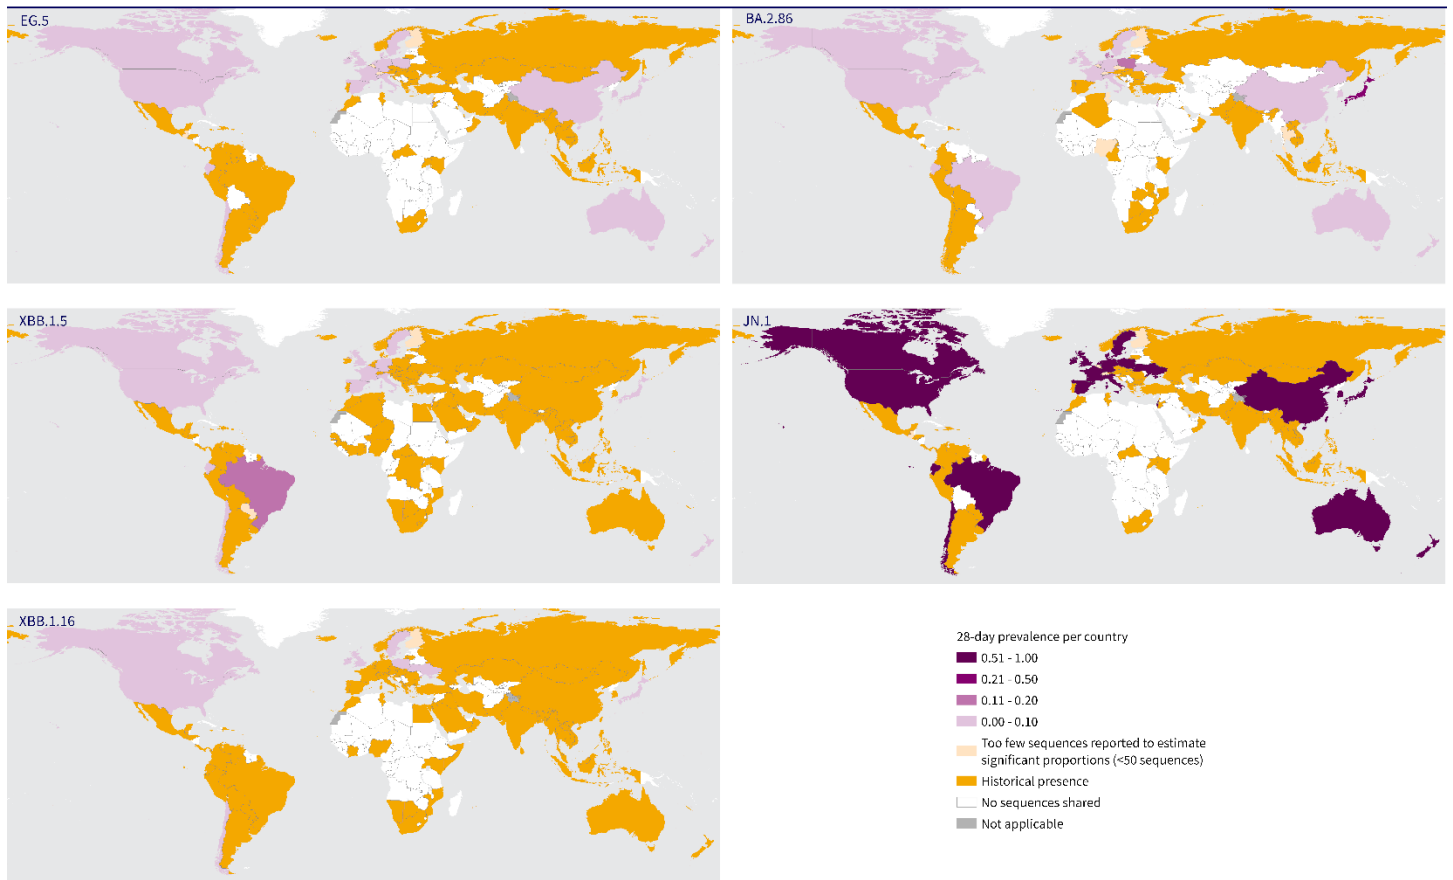 EG.5
BA.2.86
XBB.1.5
JN.1
XBB.1.16
28-day prevalence per country
0.51 - 1.00
0.21 - 0.50
0.11 - 0.20
0.00 - 0.10
Too few sequences reported to estimate
significant proportions (<50 sequences)
Historical presence
No sequences shared
Not applicable